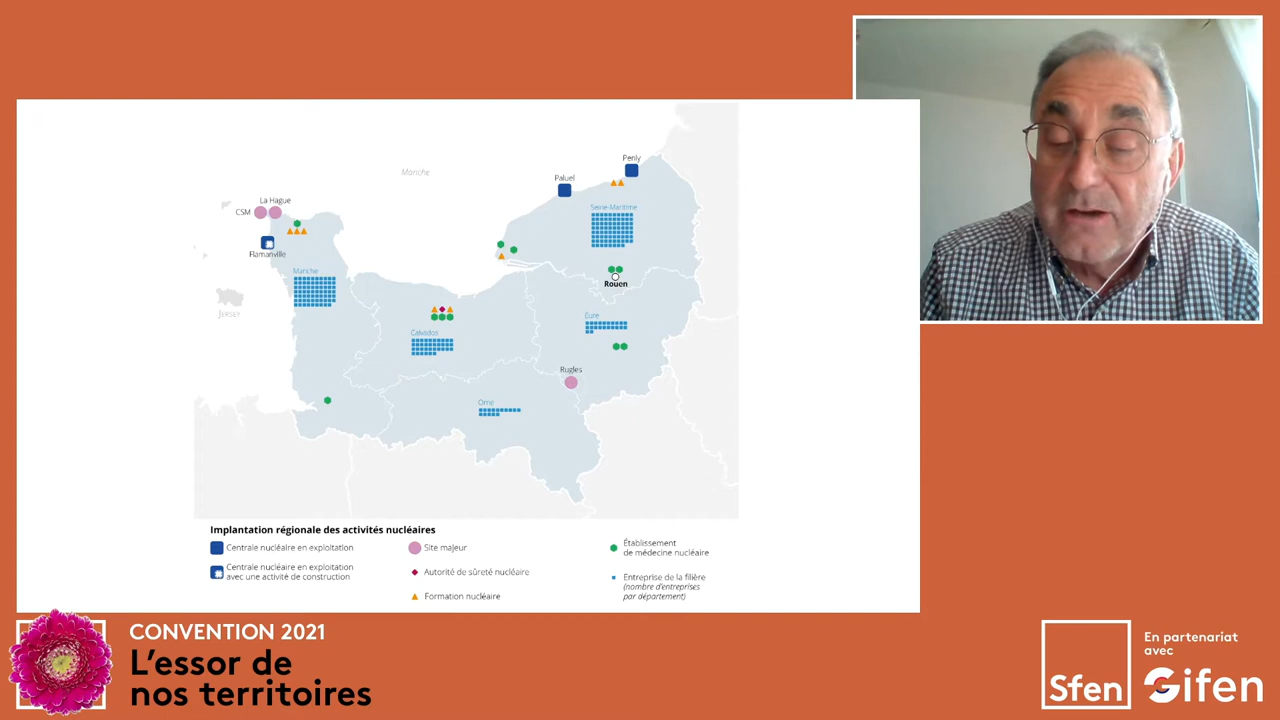 Manche
Penly
Paluel
Seine-Maritime
La Hague
CSM
Flamanville
Manche
JERSEY
Rouen
Calvados
Eure
Rugles
Orne
Implantation régionale des activités nucléaires
Centrale nucléaire en exploitation
Centrale nucléaire en exploitation
avec une activité de construction
Site majeur
Autorité de sûreté nucléaire
Formation nucléaire
Établissement
de médecine nucléaire
Entreprise de la filière
(nombre d'entreprises
par département)
CONVENTION 2021
L'essor de
nos territoires
Sfen
En partenariat
avec
Gifen